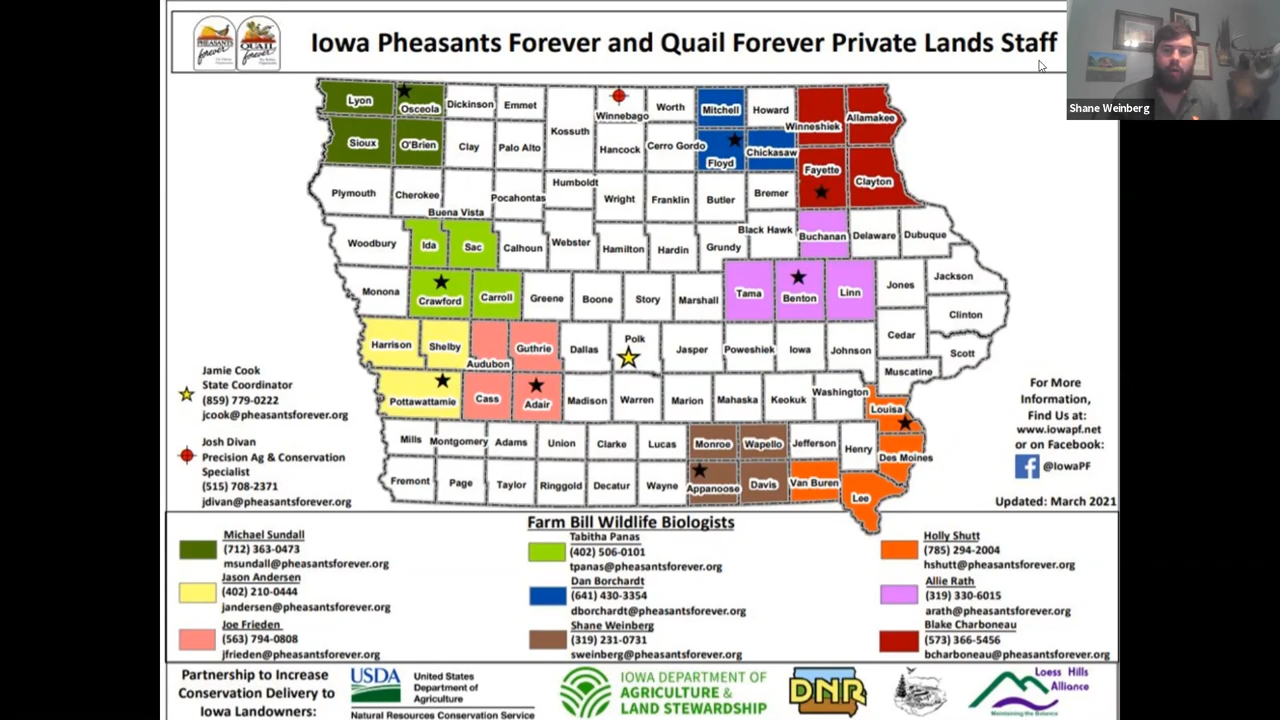 PHEASANTS forever
QUAIL forever
Iowa Pheasants Forever and Quail Forever Private Lands Staff
Shane Weinberg
Lyon
Osceola
Dickinson
Emmet
Kossuth
Winnebago
Worth
Mitchell
Howard
Winneshiek
Allamakee
Sioux
O'Brien
Clay
Palo Alto
Hancock
Cerro Gordo
Floyd
Chickasaw
Fayette
Clayton
Plymouth
Cherokee
Buena Vista
Pocahontas
Humboldt
Wright
Franklin
Butler
Bremer
Woodbury
Ida
Sac
Calhoun
Webster
Hamilton
Hardin
Grundy
Black Hawk
Buchanan
Delaware
Dubuque
Monona
Crawford
Carroll
Greene
Boone
Story
Marshall
Tama
Benton
Linn
Jones
Jackson
Clinton
Harrison
Shelby
Audubon
Guthrie
Dallas
Polk
Jasper
Poweshiek
Iowa
Johnson
Cedar
Scott
Muscatine
Pottawattamie
Cass
Adair
Madison
Warren
Marion
Mahaska
Keokuk
Washington
Louisa
Mills
Montgomery
Adams
Union
Clarke
Lucas
Monroe
Wapello
Jefferson
Henry
Des Moines
Fremont
Page
Taylor
Ringgold
Decatur
Wayne
Appanoose
Davis
Van Buren
Lee
Jamie Cook
State Coordinator
(859) 779-0222
jcook@pheasantsforever.org
Josh Divan
Precision Ag & Conservation
Specialist
(515) 708-2371
jdivan@pheasantsforever.org
For More
Information,
Find Us at:
www.iowapf.net
or on Facebook:
@IowaPF
Updated: March 2021
Farm Bill Wildlife Biologists
Michael Sundall
(712) 363-0473
msundall@pheasantsforever.org
Jason Andersen
(402) 210-0444
jandersen@pheasantsforever.org
Joe Frieden
(563) 794-0808
jfrieden@pheasantsforever.org
Tabitha Panas
(402) 506-0101
tpanas@pheasantsforever.org
Dan Borchardt
(641) 430-3354
dborchardt@pheasantsforever.org
Shane Weinberg
(319) 231-0731
sweinberg@pheasantsforever.org
Holly Shutt
(785) 294-2004
hshutt@pheasantsforever.org
Allie Rath
(319) 330-6015
arath@pheasantsforever.org
Blake Charboneau
(573) 366-5456
bcharboneau@pheasantsforever.org
Partnership to Increase
Conservation Delivery to
Iowa Landowners:
USDA
United States
Department of
Agriculture
Natural Resources Conservation Service
IOWA DEPARTMENT OF
AGRICULTURE &
LAND STEWARDSHIP
DNR
Loess Hills
Alliance
Maintaining the Balance